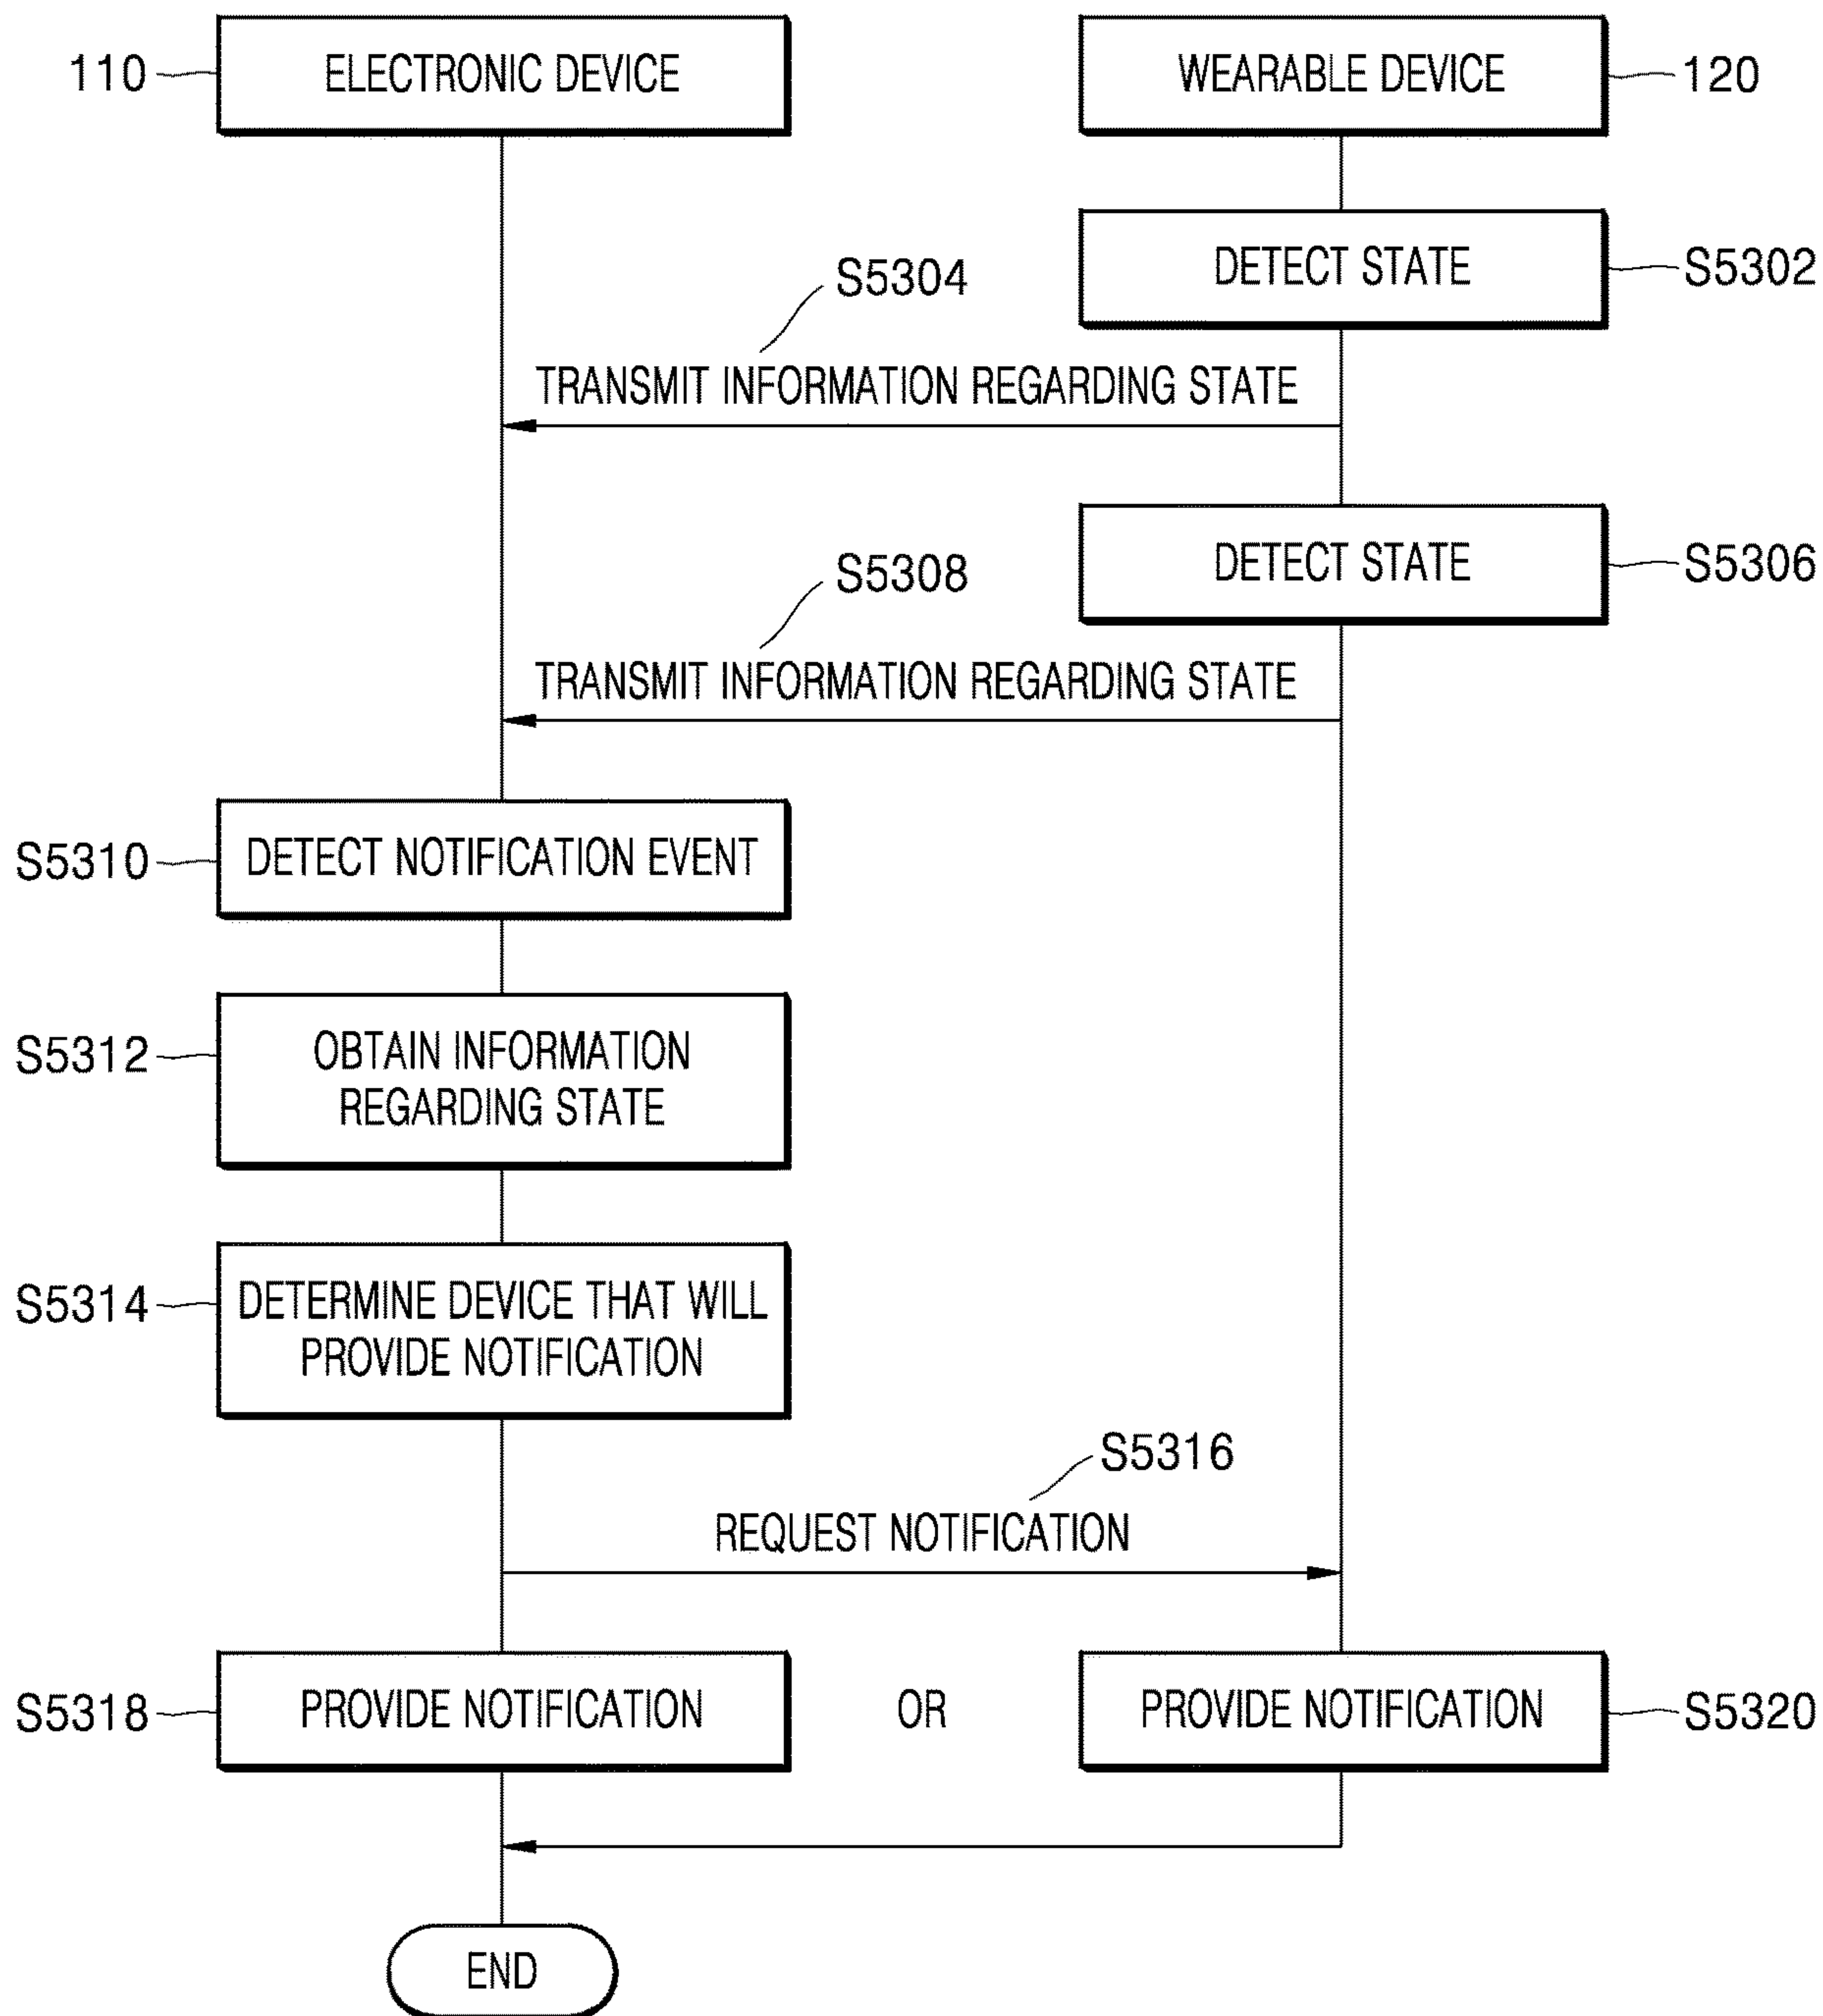 110
ELECTRONIC DEVICE
WEARABLE DEVICE
120
DETECT STATE
S5302
S5304
TRANSMIT INFORMATION REGARDING STATE
DETECT STATE
S5306
S5308
TRANSMIT INFORMATION REGARDING STATE
S5310
DETECT NOTIFICATION EVENT
S5312
OBTAIN INFORMATION
REGARDING STATE
S5314
DETERMINE DEVICE THAT WILL
PROVIDE NOTIFICATION
S5316
REQUEST NOTIFICATION
S5318
PROVIDE NOTIFICATION
OR
PROVIDE NOTIFICATION
S5320
END